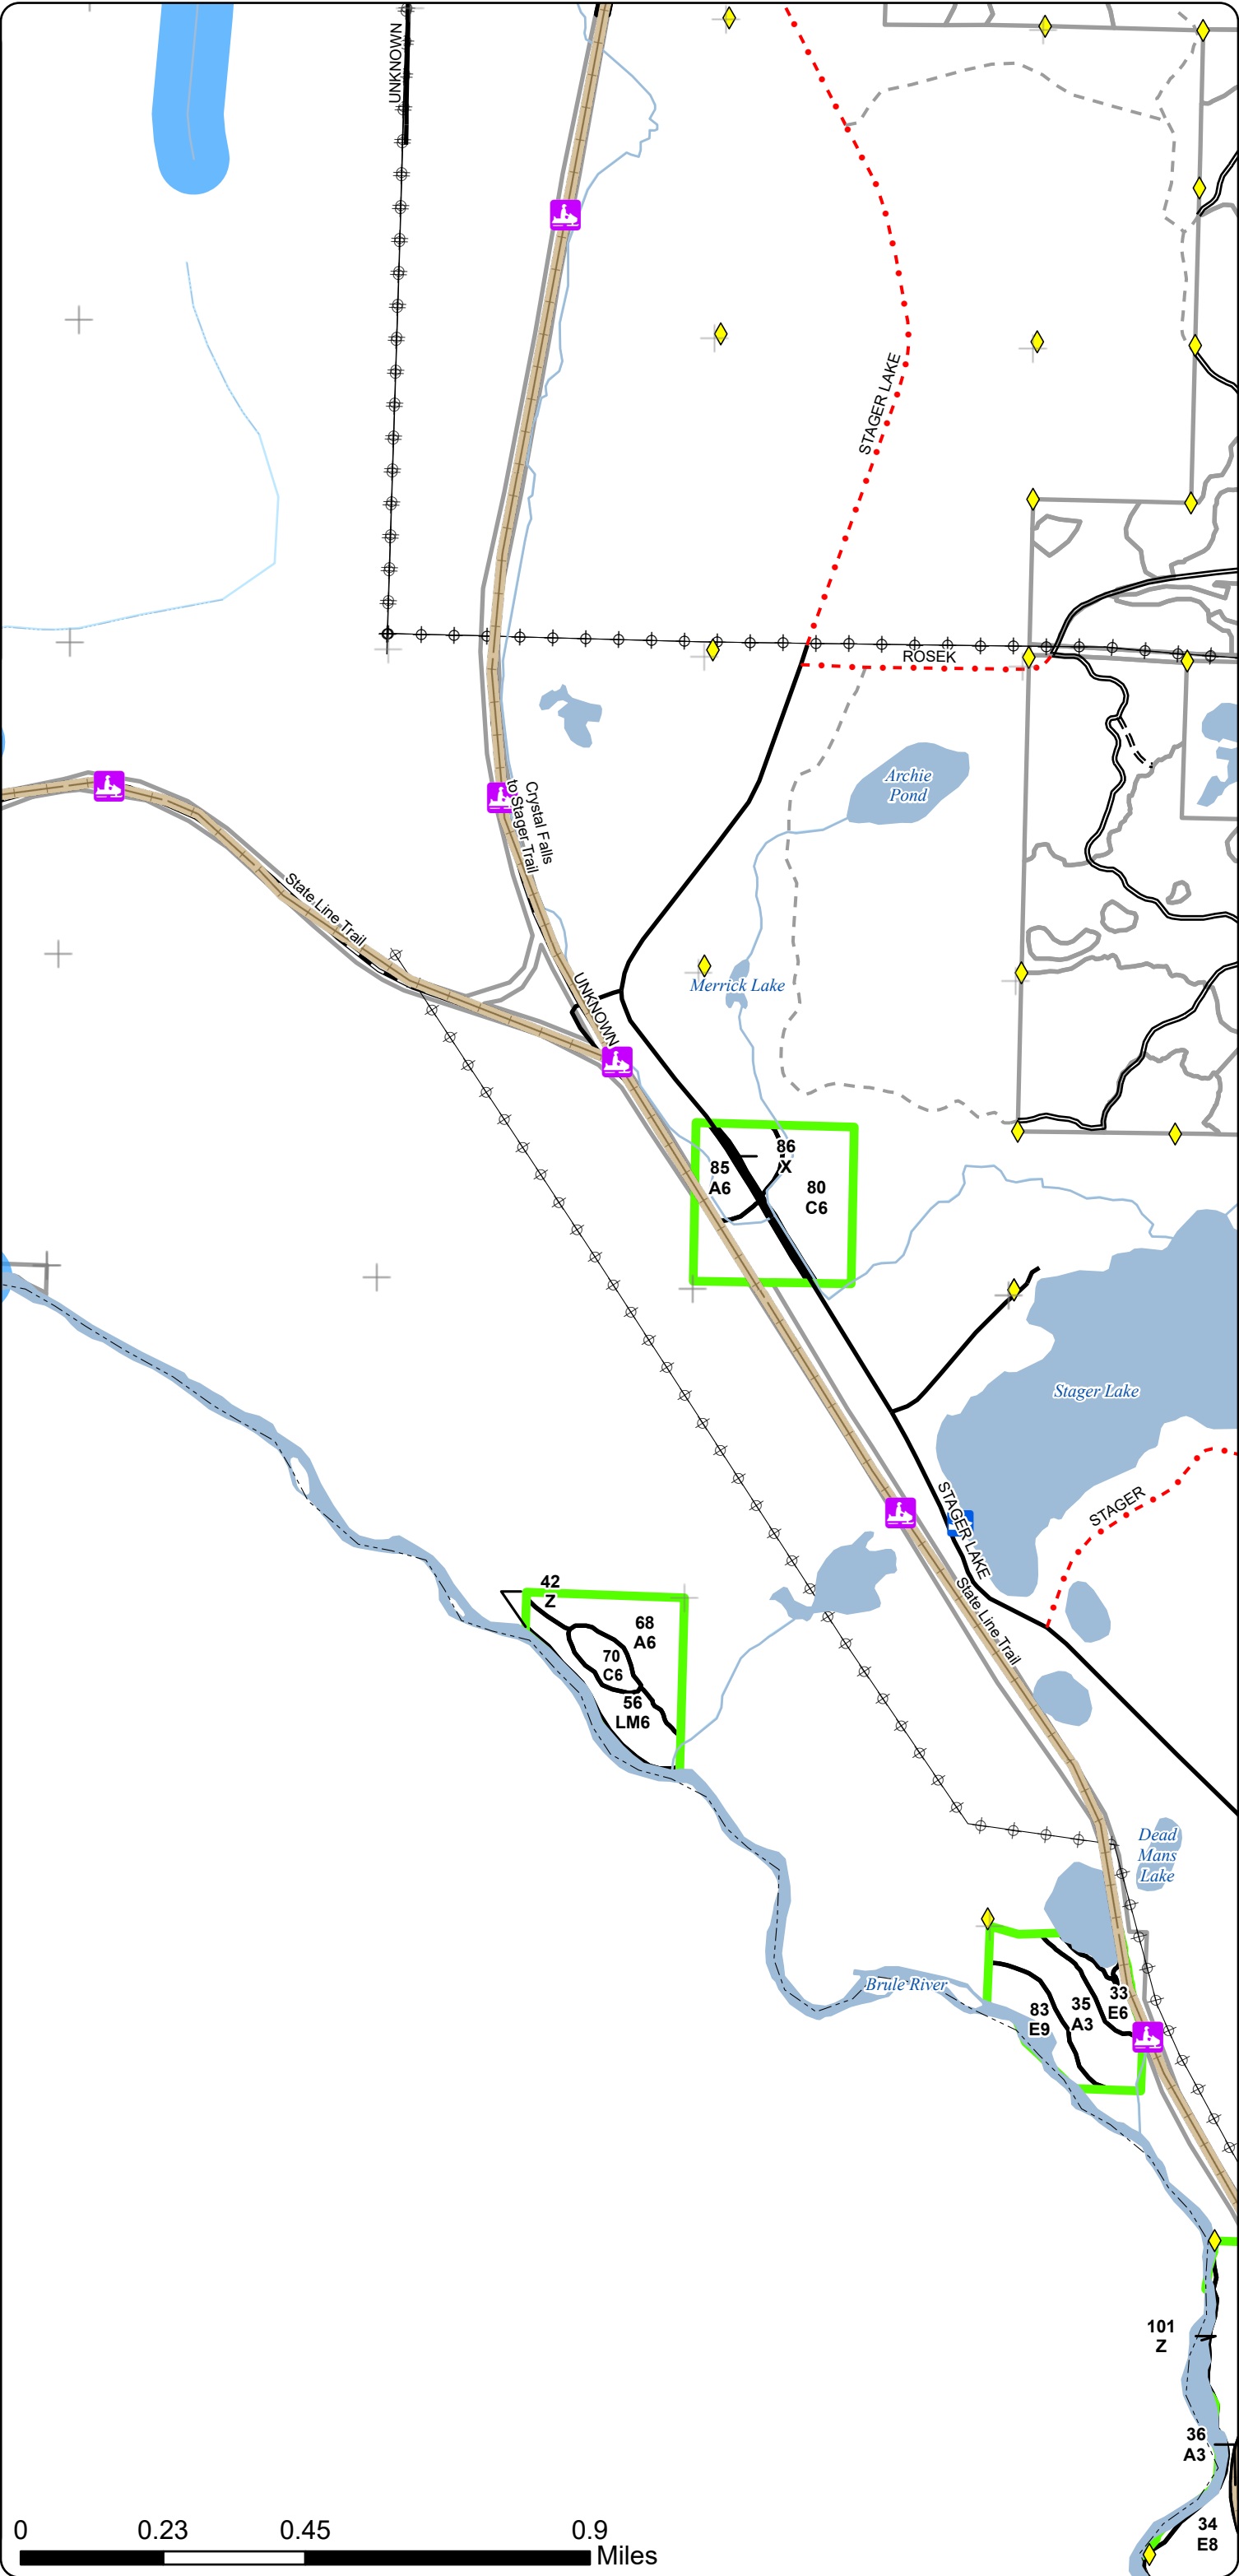 UNKNOWN
STAGER LAKE
ROSEK
Archie
Pond
Crystal Falls
to Stager Trail
State Line Trail
UNKNOWN
Merrick Lake
86
X
85
A6
80
C6
Stager Lake
STAGER LAKE
STAGER
State Line Trail
42
Z
68
A6
70
C6
56
LM6
Dead
Mans
Lake
Brule River
33
E6
35
A3
83
E9
101
Z
36
A3
34
E8
0 0.23 0.45 0.9
Miles